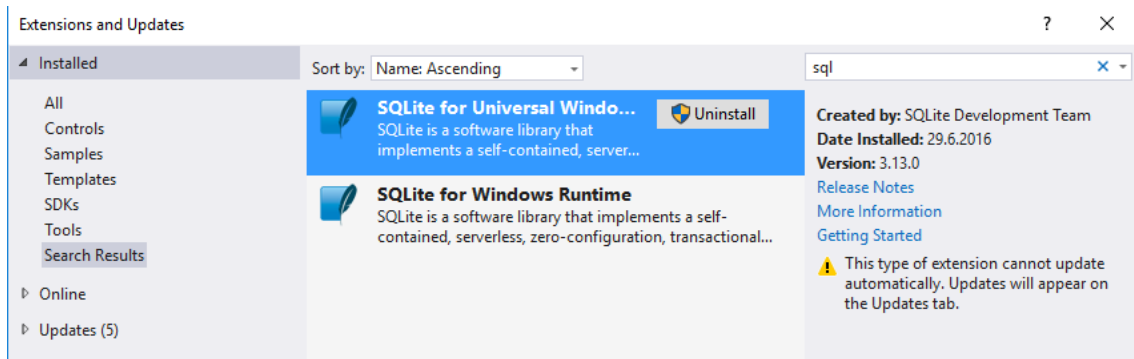 Extensions and Updates
?
Installed
All
Controls
Samples
Templates
SDKs
Tools
Search Results
Online
Updates (5)
Sort by: Name: Ascending
SQLite for Universal Windo...
Uninstall
SQLite is a software library that
implements a self-contained, server...
SQLite for Windows Runtime
SQLite is a software library that implements a self-
contained, serverless, zero-configuration, transactional...
sql
Created by: SQLite Development Team
Date Installed: 29.6.2016
Version: 3.13.0
Release Notes
More Information
Getting Started
This type of extension cannot update
automatically. Updates will appear on
the Updates tab.